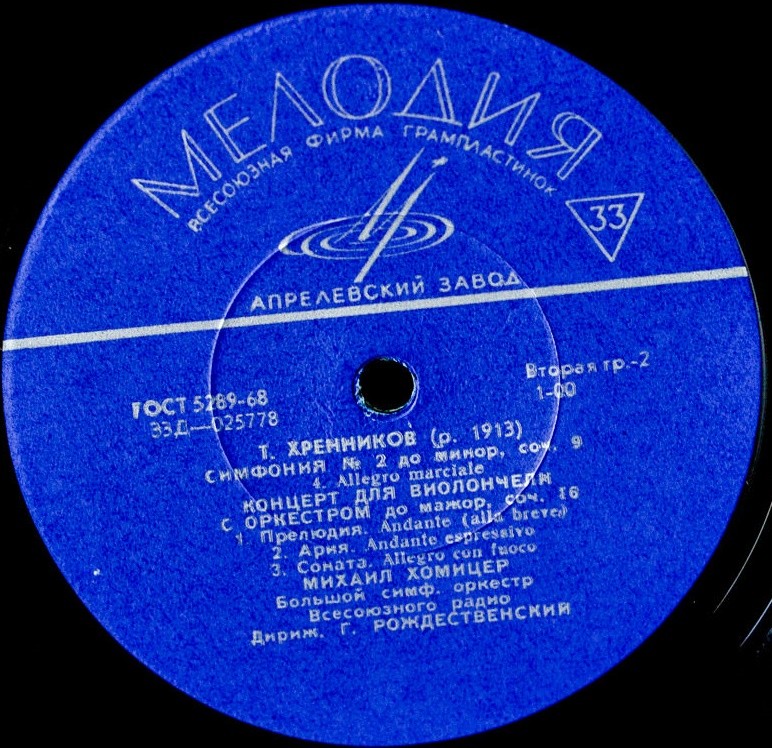 МЕЛОДИЯ
ВСЕСОЮЗНАЯ ФИРМА ГРАМПЛАСТИНОК
33
АПРЕЛЕВСКИЙ ЗАВОД
ГОСТ 5289-68
Вторая гр.-2
33Д—025778
1-00
Т. ХРЕННИКОВ (р. 1913)
СИМФОНИЯ № 2 до минор, соч. 9
4. Allegro marciale
КОНЦЕРТ ДЛЯ ВИОЛОНЧЕЛИ
С ОРКЕСТРОМ до мажор, соч. 16
1. Прелюдия. Andante (alla breve)
2. Ария. Andante espressivo
3. Соната. Allegro con fuoco
МИХАИЛ ХОМИЦЕР
Большой симф. оркестр
Всесоюзного радио
Дириж. Г. РОЖДЕСТВЕНСКИЙ